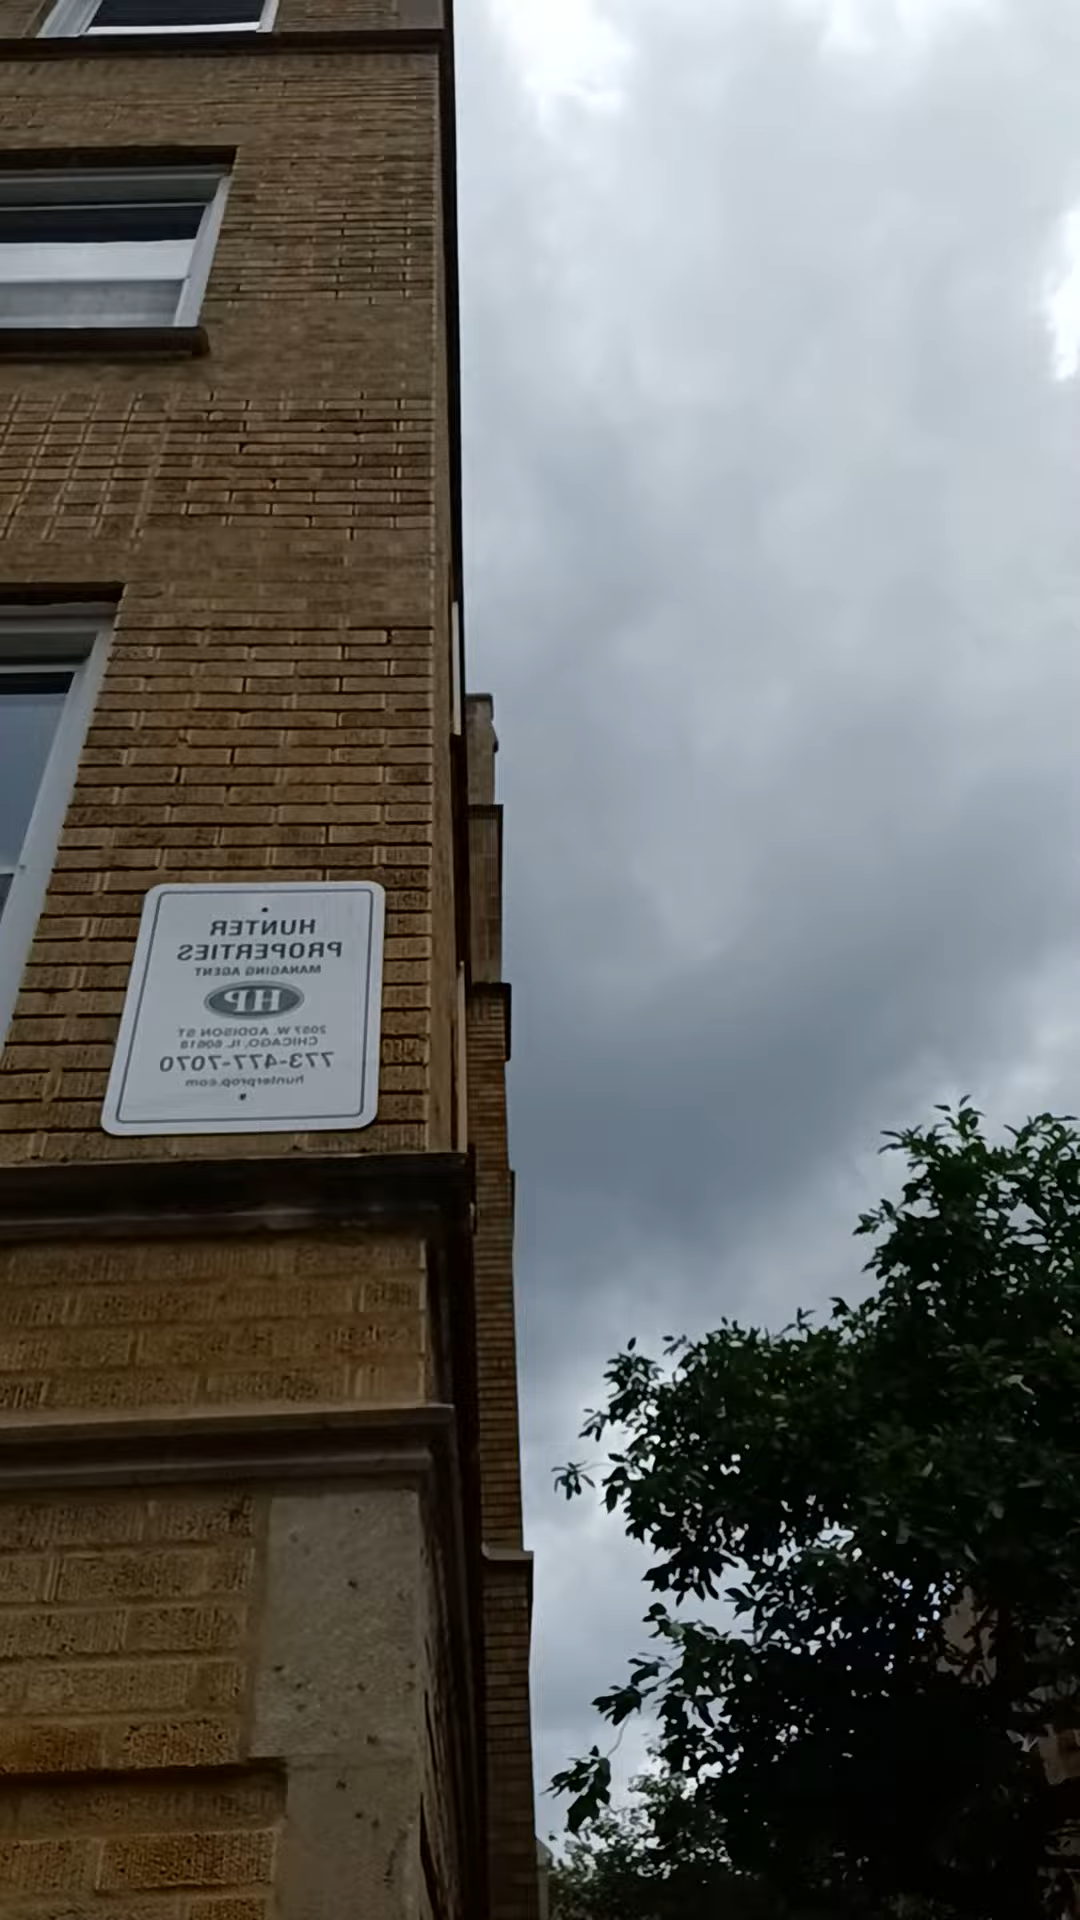 HUNTER
PROPERTIES
MANAGING AGENT
HP
2057 W. ADDISON ST
CHICAGO, IL 60618
773-477-7070
hunterprop.com